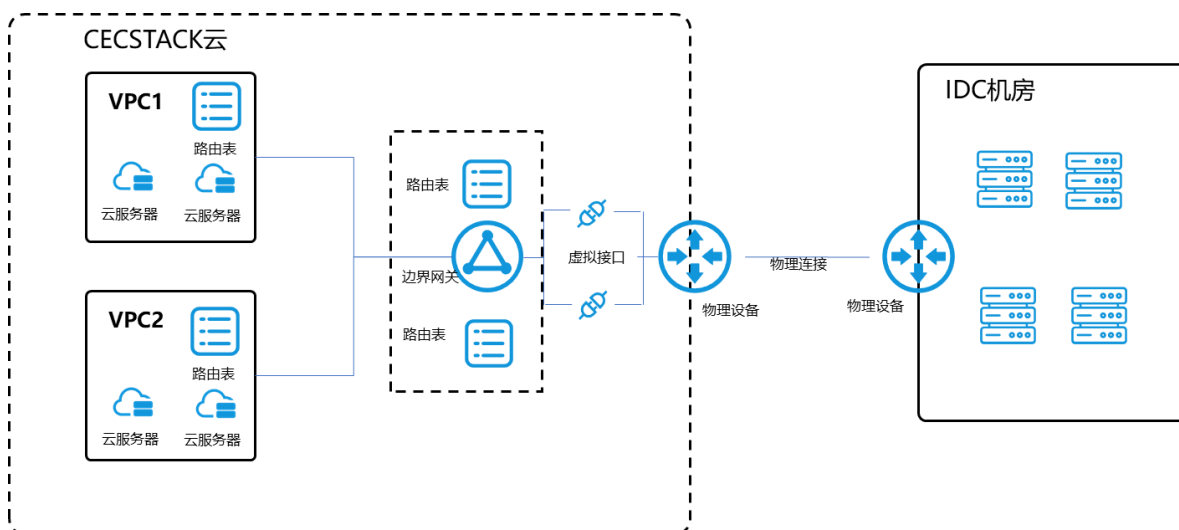 CECSTACK云
VPC1
路由表
云服务器
云服务器
VPC2
路由表
云服务器
云服务器
路由表
边界网关
路由表
虚拟接口
物理设备
物理连接
物理设备
IDC机房